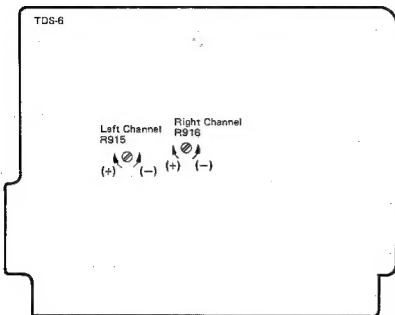 TDS-6
Left Channel
R915
Right Channel
R916
(+) (−)
(+) (−)